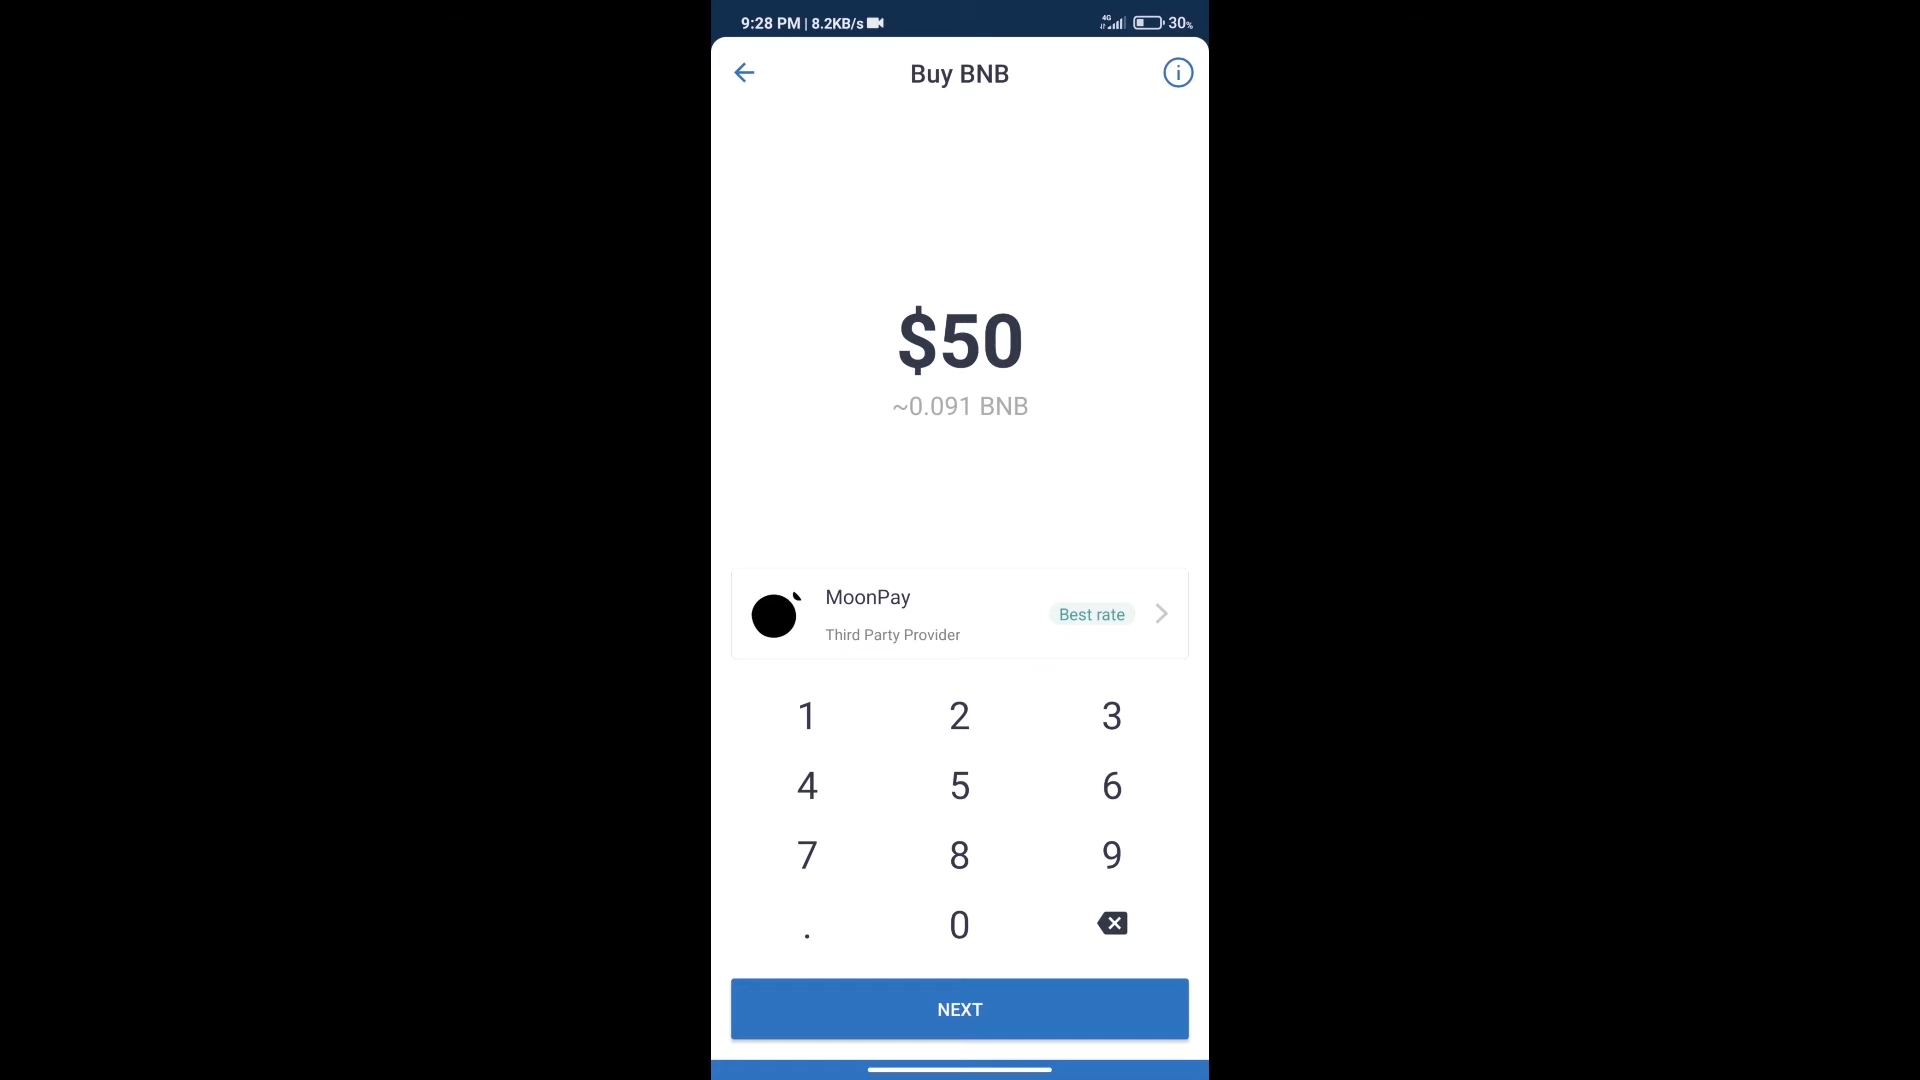 9:28 PM | 8.2KB/s 4G 30%
Buy BNB
$50
~0.091 BNB
MoonPay
Best rate
Third Party Provider
1 2 3
4 5 6
7 8 9
. 0
NEXT